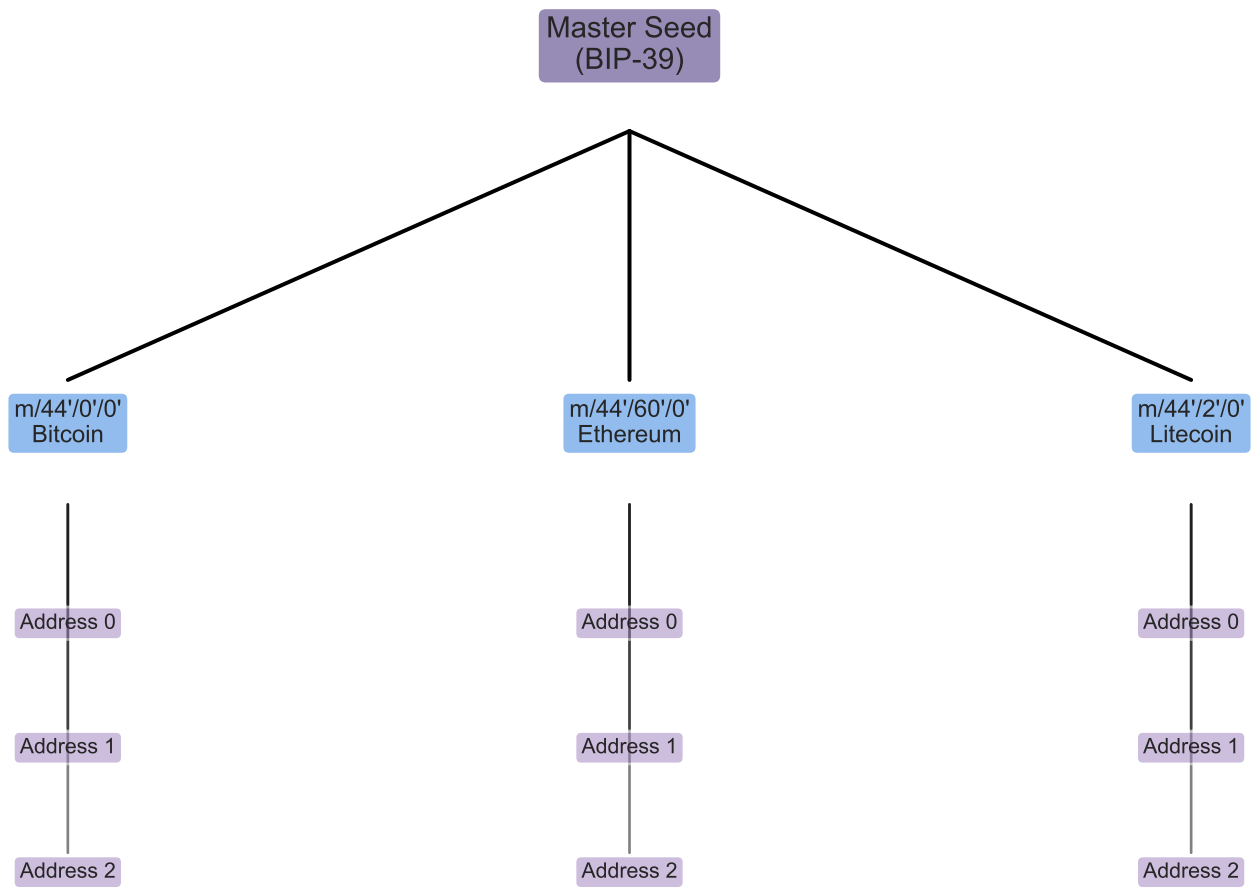 Master Seed
(BIP-39)
m/44'/0'/0'
Bitcoin
m/44'/60'/0'
Ethereum
m/44'/2'/0'
Litecoin
Address 0
Address 0
Address 0
Address 1
Address 1
Address 1
Address 2
Address 2
Address 2